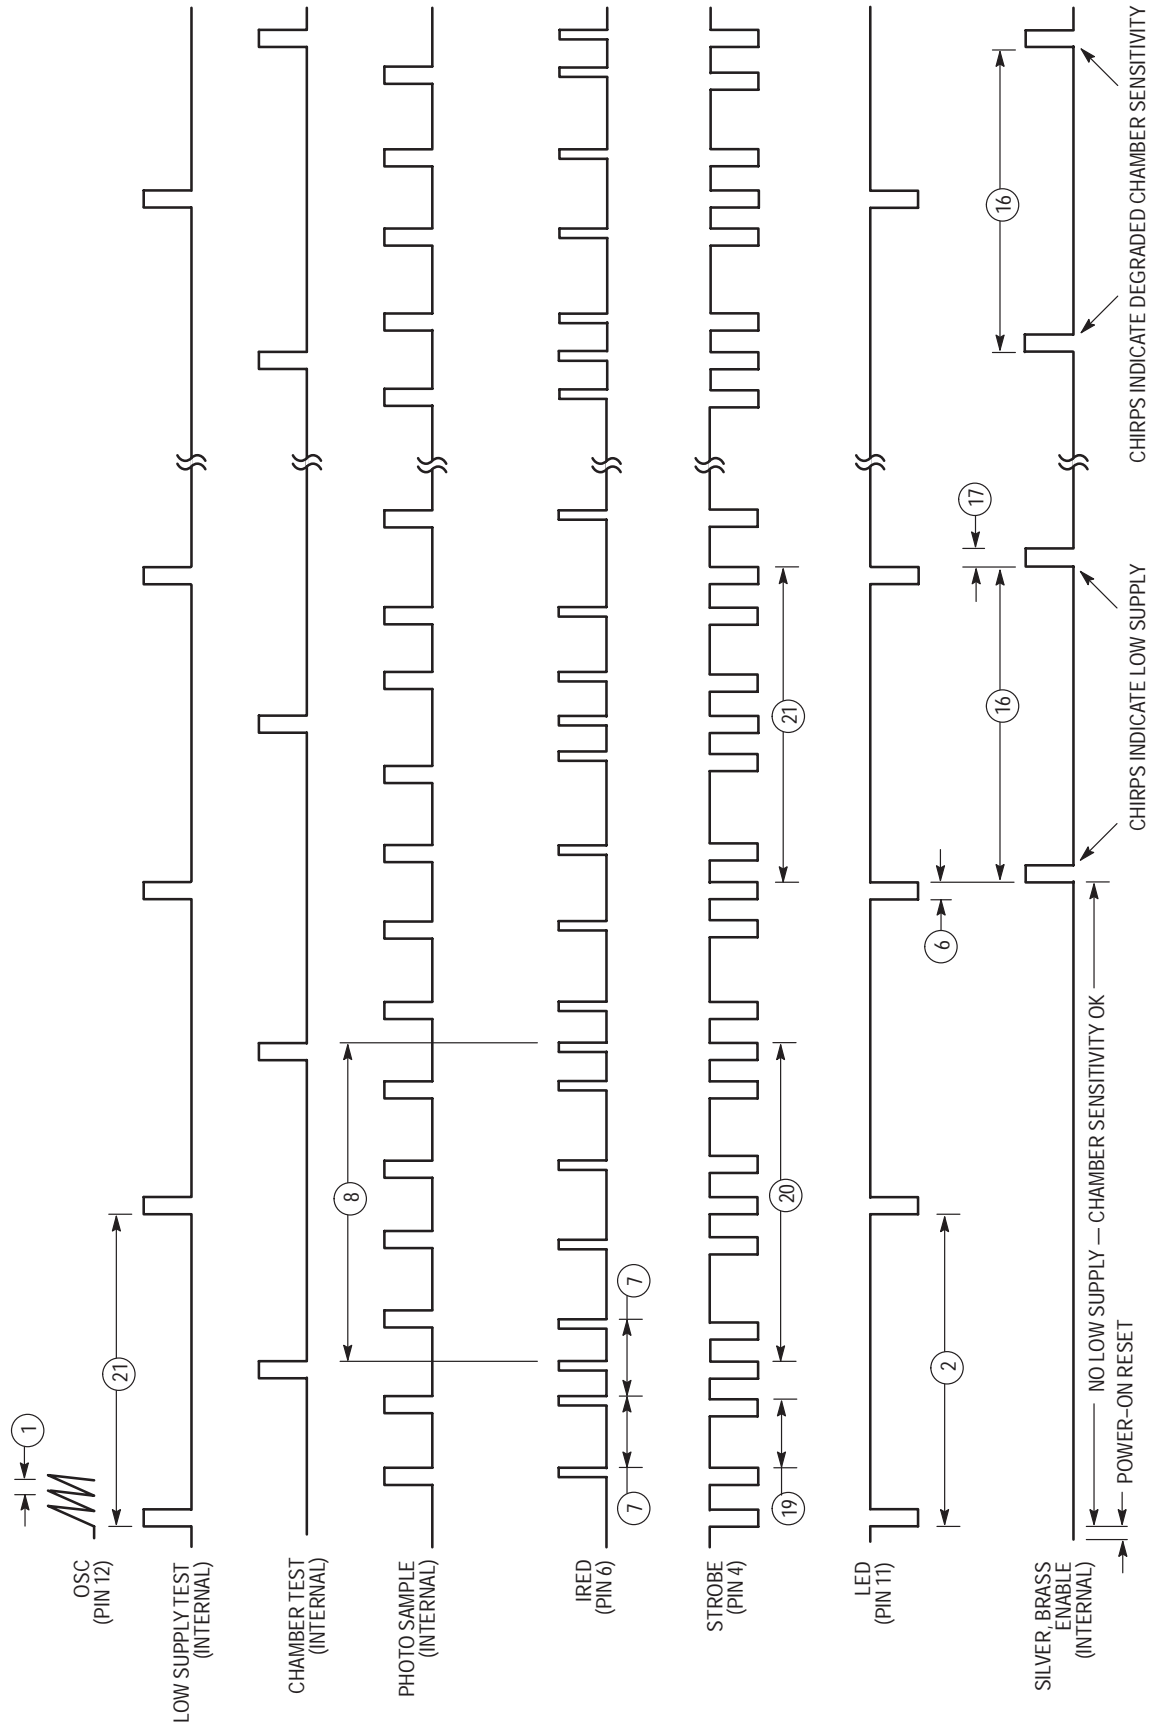 OSC
(PIN 12)
1
LOW SUPPLY TEST
(INTERNAL)
21
CHAMBER TEST
(INTERNAL)
8
PHOTO SAMPLE
(INTERNAL)
IRED
(PIN 6)
7
7
STROBE
(PIN 4)
19
20
21
LED
(PIN 11)
2
6
17
16
16
SILVER, BRASS
ENABLE
(INTERNAL)
NO LOW SUPPLY — CHAMBER SENSITIVITY OK
POWER–ON RESET
CHIRPS INDICATE LOW SUPPLY
CHIRPS INDICATE DEGRADED CHAMBER SENSITIVITY